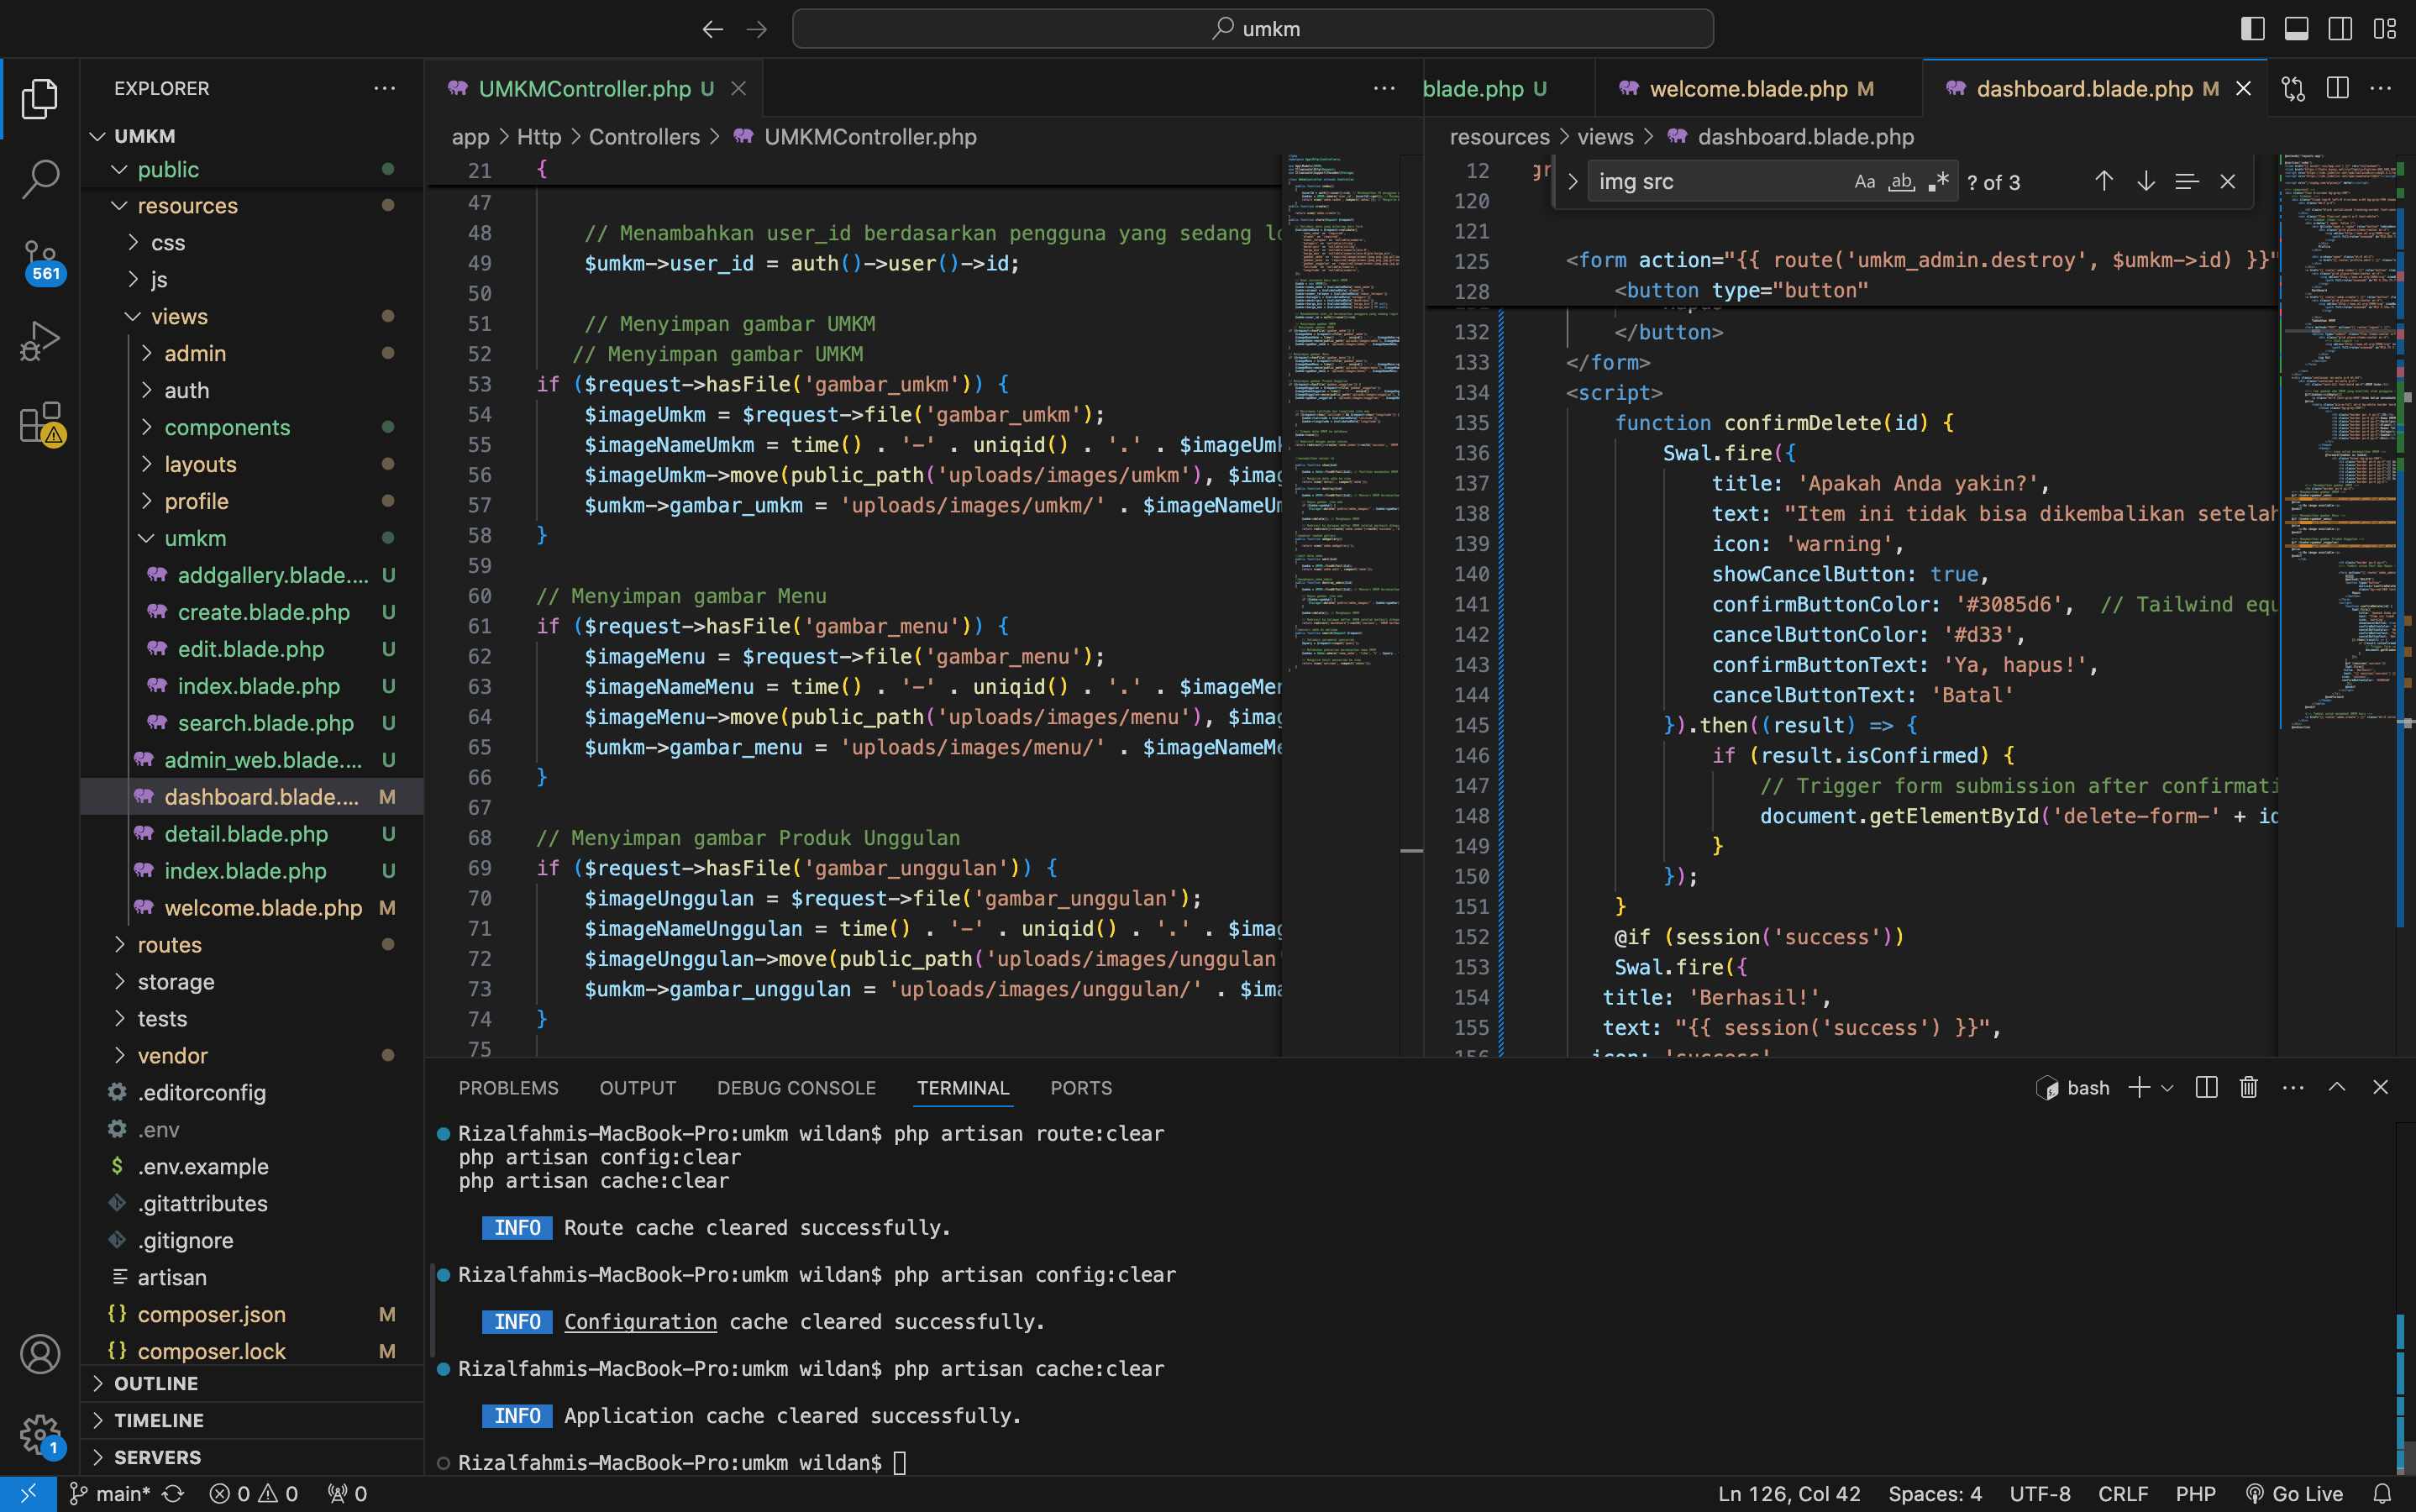 umkm
EXPLORER
UMKM
public
resources
css
js
views
admin
auth
components
layouts
profile
umkm
addgallery.blade.... U
create.blade.php U
edit.blade.php U
index.blade.php U
search.blade.php U
admin_web.blade.... U
dashboard.blade.... M
detail.blade.php U
index.blade.php U
welcome.blade.php M
routes
storage
tests
vendor
.editorconfig
.env
.env.example
.gitattributes
.gitignore
artisan
composer.json M
composer.lock M
OUTLINE
TIMELINE
SERVERS
561
1
UMKMController.php U
app > Http > Controllers > UMKMController.php
21 {
47
48 // Menambahkan user_id berdasarkan pengguna yang sedang lo
49 $umkm->user_id = auth()->user()->id;
50
51 // Menyimpan gambar UMKM
52 // Menyimpan gambar UMKM
53 if ($request->hasFile('gambar_umkm')) {
54 $imageUmkm = $request->file('gambar_umkm');
55 $imageNameUmkm = time() . '-' . uniqid() . '.' . $imageUmk
56 $imageUmkm->move(public_path('uploads/images/umkm'), $imag
57 $umkm->gambar_umkm = 'uploads/images/umkm/' . $imageNameUm
58 }
59
60 // Menyimpan gambar Menu
61 if ($request->hasFile('gambar_menu')) {
62 $imageMenu = $request->file('gambar_menu');
63 $imageNameMenu = time() . '-' . uniqid() . '.' . $imageMen
64 $imageMenu->move(public_path('uploads/images/menu'), $imag
65 $umkm->gambar_menu = 'uploads/images/menu/' . $imageNameMe
66 }
67
68 // Menyimpan gambar Produk Unggulan
69 if ($request->hasFile('gambar_unggulan')) {
70 $imageUnggulan = $request->file('gambar_unggulan');
71 $imageNameUnggulan = time() . '-' . uniqid() . '.' . $imag
72 $imageUnggulan->move(public_path('uploads/images/unggulan'
73 $umkm->gambar_unggulan = 'uploads/images/unggulan/' . $ima
74 }
75
blade.php U
welcome.blade.php M
dashboard.blade.php M
resources > views > dashboard.blade.php
img src
Aa ab .* ? of 3
12 gr
120
121
125 <form action="{{ route('umkm_admin.destroy', $umkm->id) }}"
128 <button type="button"
132 </button>
133 </form>
134 <script>
135 function confirmDelete(id) {
136 Swal.fire({
137 title: 'Apakah Anda yakin?',
138 text: "Item ini tidak bisa dikembalikan setelah
139 icon: 'warning',
140 showCancelButton: true,
141 confirmButtonColor: '#3085d6', // Tailwind equ
142 cancelButtonColor: '#d33',
143 confirmButtonText: 'Ya, hapus!',
144 cancelButtonText: 'Batal'
145 }).then((result) => {
146 if (result.isConfirmed) {
147 // Trigger form submission after confirmati
148 document.getElementById('delete-form-' + id
149 }
150 });
151 }
152 @if (session('success'))
153 Swal.fire({
154 title: 'Berhasil!',
155 text: "{{ session('success') }}",
156 icon: 'success'
PROBLEMS OUTPUT DEBUG CONSOLE TERMINAL PORTS
bash
Rizalfahmis-MacBook-Pro:umkm wildan$ php artisan route:clear
php artisan config:clear
php artisan cache:clear
INFO Route cache cleared successfully.
Rizalfahmis-MacBook-Pro:umkm wildan$ php artisan config:clear
INFO Configuration cache cleared successfully.
Rizalfahmis-MacBook-Pro:umkm wildan$ php artisan cache:clear
INFO Application cache cleared successfully.
Rizalfahmis-MacBook-Pro:umkm wildan$
main* 0 0 0
Ln 126, Col 42 Spaces: 4 UTF-8 CRLF PHP Go Live